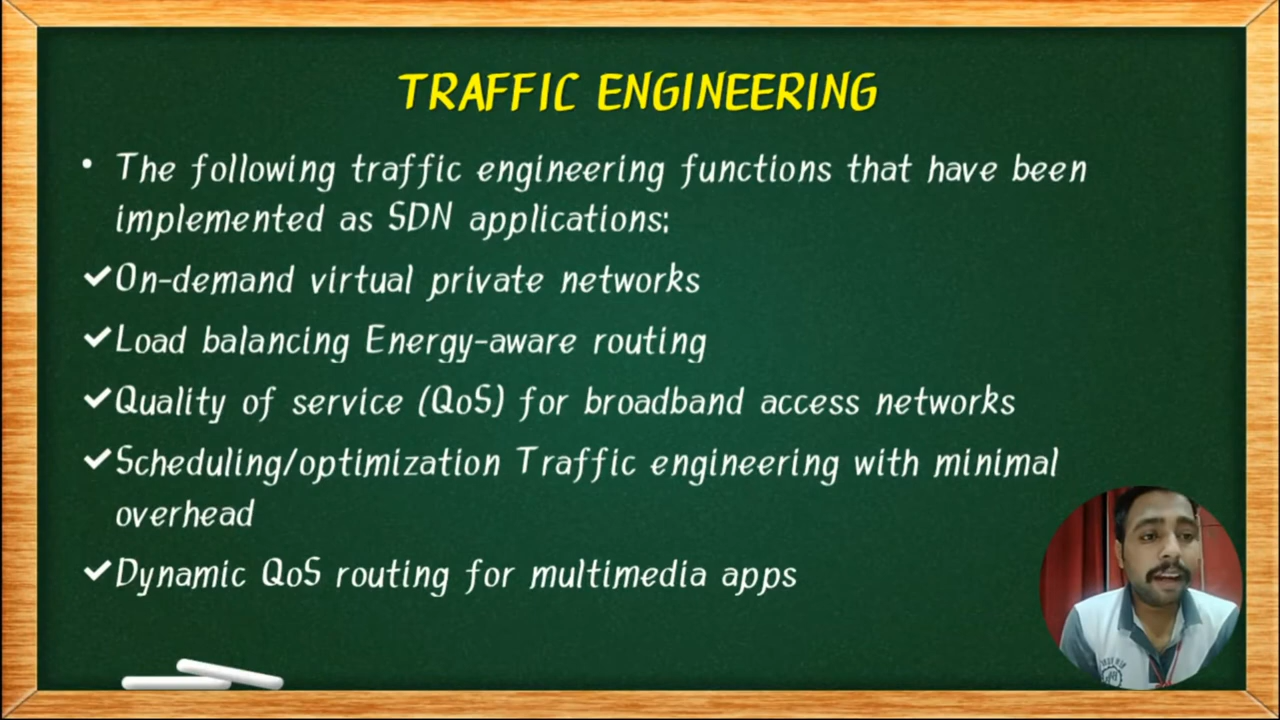 TRAFFIC ENGINEERING
• The following traffic engineering functions that have been
implemented as SDN applications:
✔On-demand virtual private networks
✔Load balancing Energy-aware routing
✔Quality of service (QoS) for broadband access networks
✔Scheduling/optimization Traffic engineering with minimal
overhead
✔Dynamic QoS routing for multimedia apps